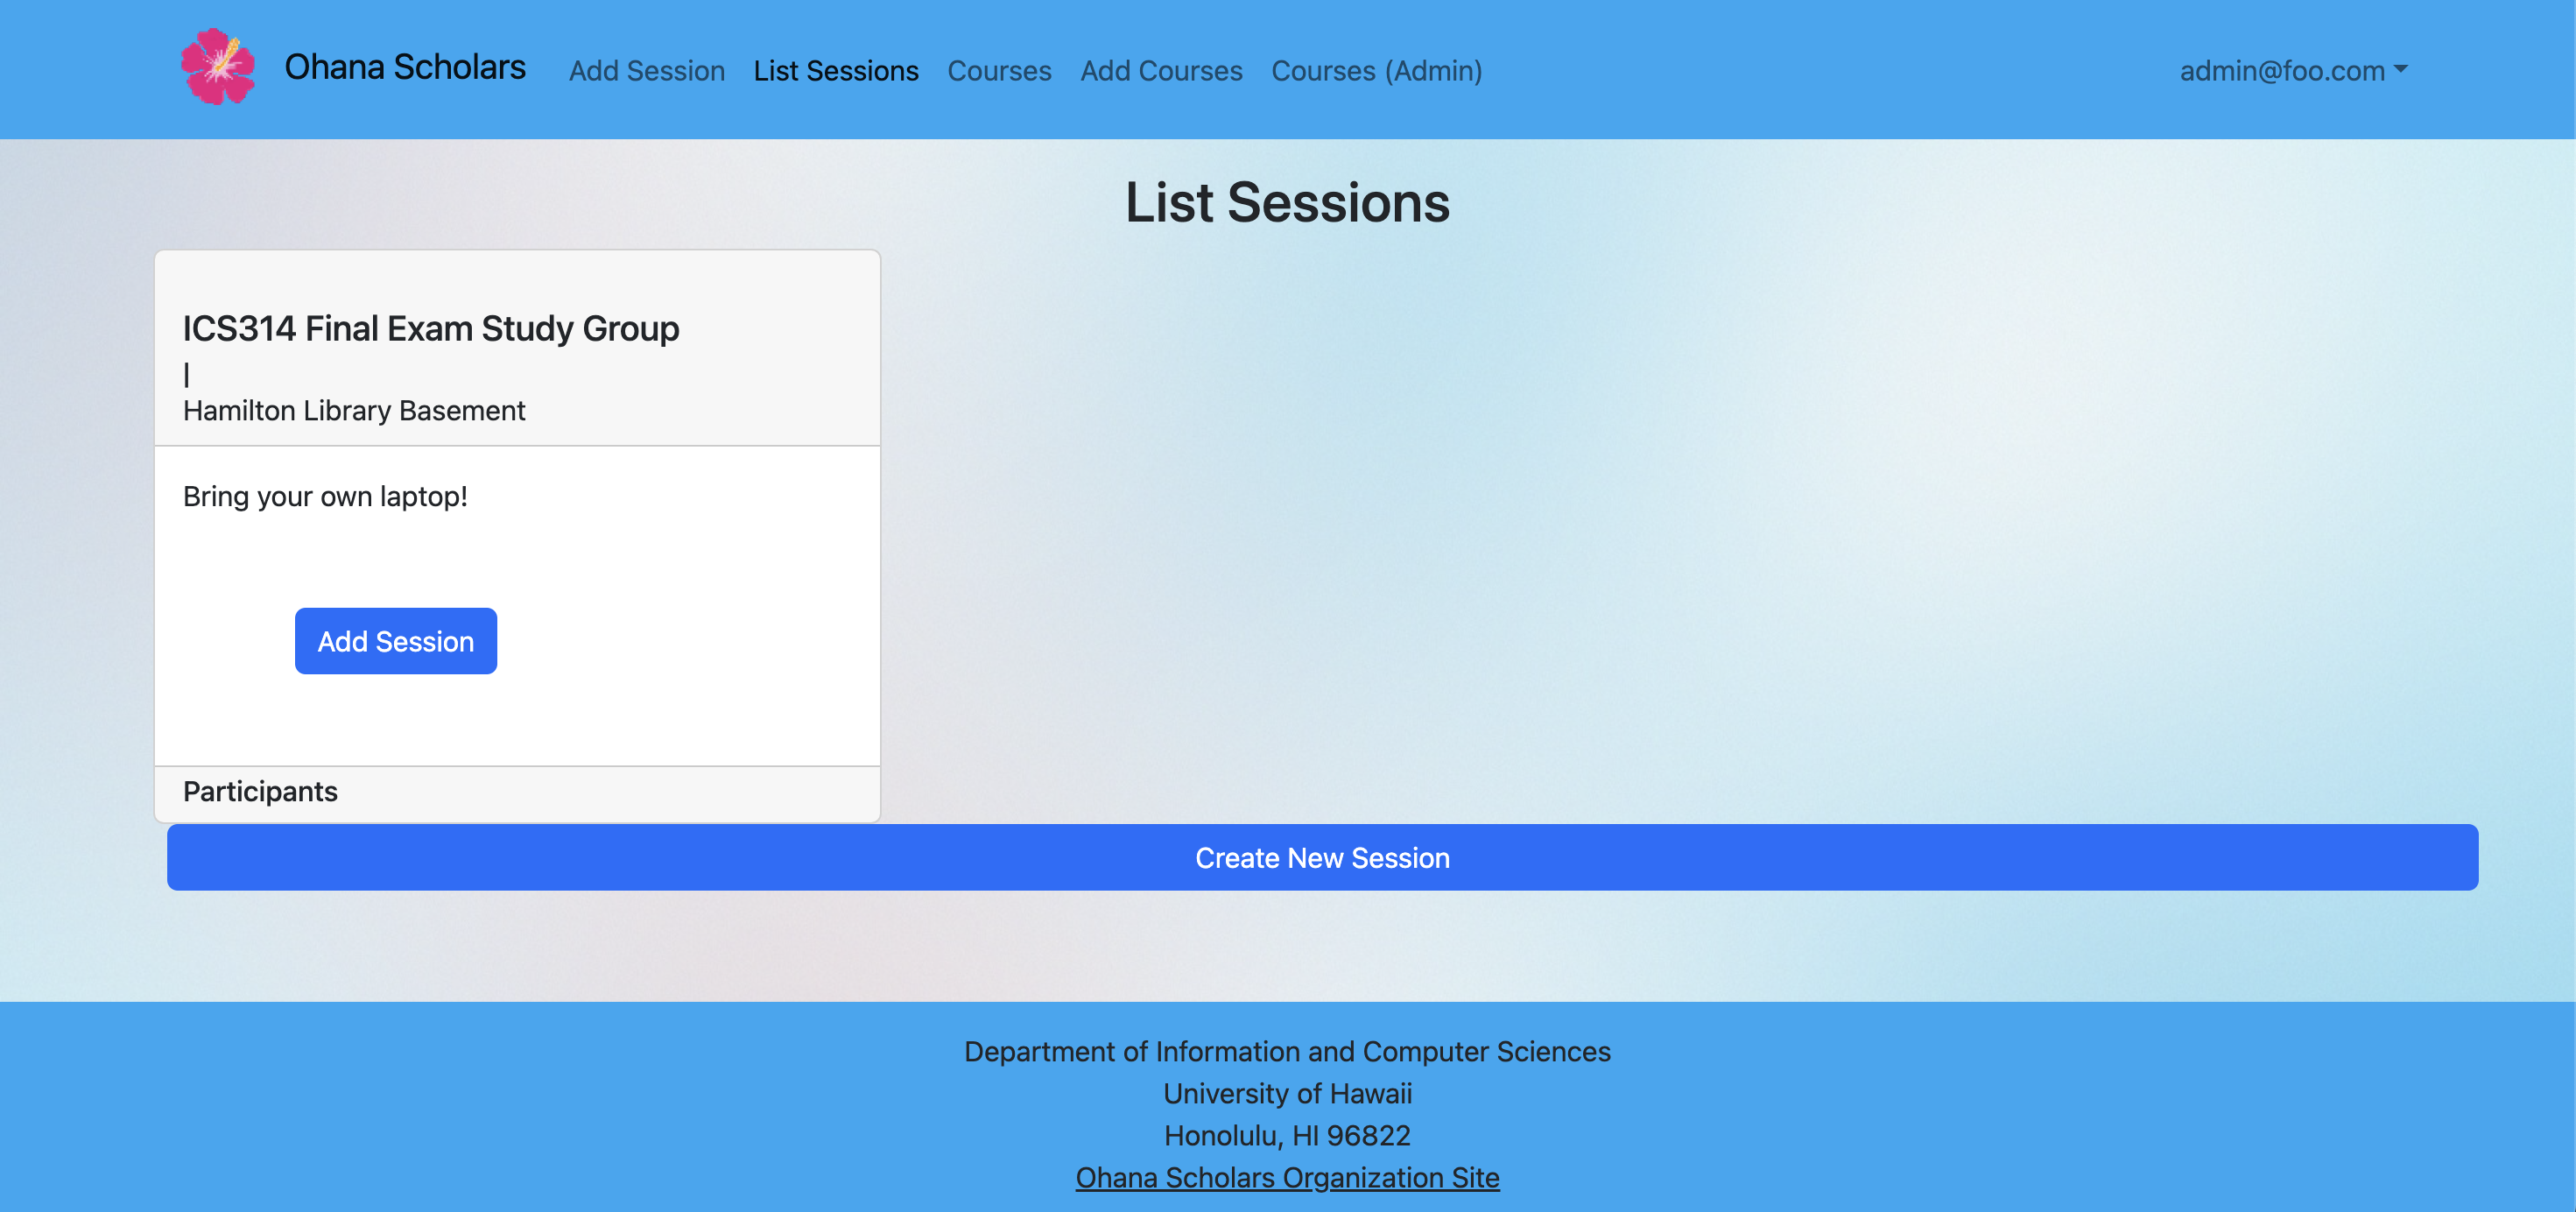 Ohana Scholars Add Session List Sessions Courses Add Courses Courses (Admin) admin@foo.com
List Sessions
ICS314 Final Exam Study Group
|
Hamilton Library Basement
Bring your own laptop!
Add Session
Participants
Create New Session
Department of Information and Computer Sciences
University of Hawaii
Honolulu, HI 96822
Ohana Scholars Organization Site